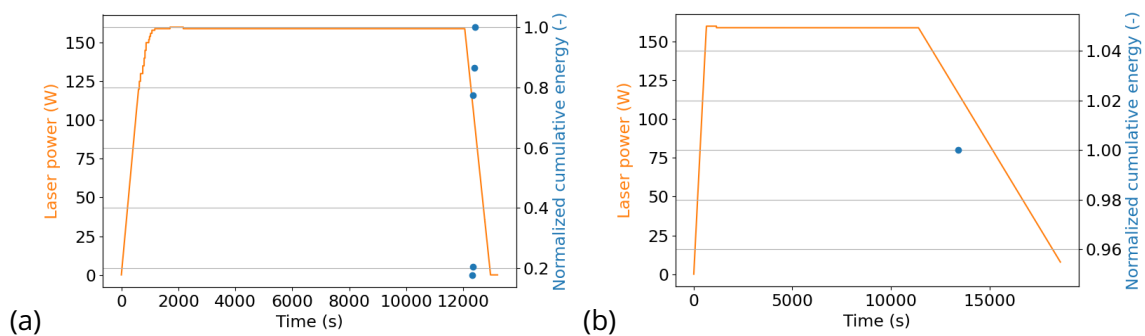 Laser power (W)
150
125
100
75
50
25
0
0 2000 4000 6000 8000 10000 12000
Time (s)
1.0
0.8
0.6
0.4
0.2
Normalized cumulative energy (-)
(a)
Laser power (W)
150
125
100
75
50
25
0
0 5000 10000 15000
Time (s)
1.04
1.02
1.00
0.98
0.96
Normalized cumulative energy (-)
(b)